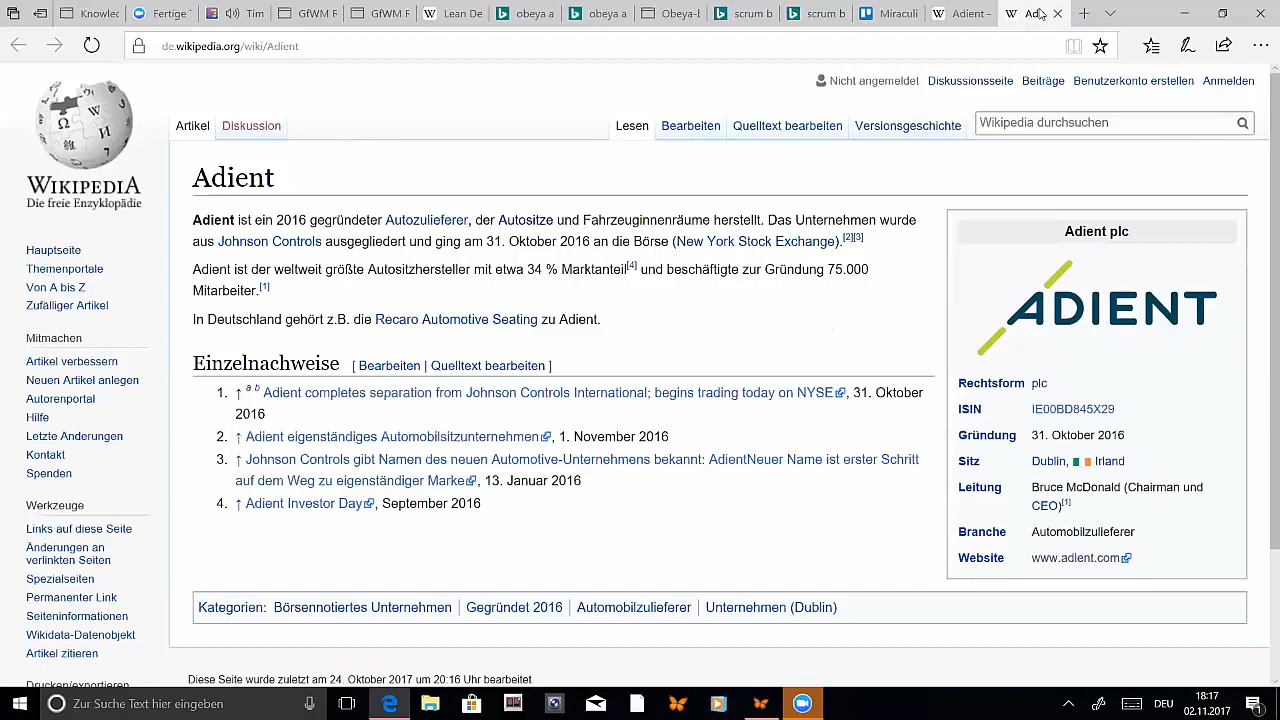 Knowlec
Fertige T
Tim
GfWM F
GfWM F
Lean De
obeya a
obeya a
Obeya-b
scrum b
scrum b
Miraculi
Adient –
Adi
de.wikipedia.org/wiki/Adient
Nicht angemeldet Diskussionsseite Beiträge Benutzerkonto erstellen Anmelden
Artikel Diskussion Lesen Bearbeiten Quelltext bearbeiten Versionsgeschichte Wikipedia durchsuchen
WIKIPEDIA
Die freie Enzyklopädie
Hauptseite
Themenportale
Von A bis Z
Zufälliger Artikel
Mitmachen
Artikel verbessern
Neuen Artikel anlegen
Autorenportal
Hilfe
Letzte Änderungen
Kontakt
Spenden
Werkzeuge
Links auf diese Seite
Änderungen an
verlinkten Seiten
Spezialseiten
Permanenter Link
Seiteninformationen
Wikidata-Datenobjekt
Artikel zitieren
Drucken/exportieren
Adient
Adient ist ein 2016 gegründeter Autozulieferer, der Autositze und Fahrzeuginnenräume herstellt. Das Unternehmen wurde
aus Johnson Controls ausgegliedert und ging am 31. Oktober 2016 an die Börse (New York Stock Exchange).[2][3]
Adient ist der weltweit größte Autositzhersteller mit etwa 34 % Marktanteil[4] und beschäftigte zur Gründung 75.000
Mitarbeiter.[1]
In Deutschland gehört z.B. die Recaro Automotive Seating zu Adient.
Einzelnachweise [ Bearbeiten | Quelltext bearbeiten ]
1. ↑ a b Adient completes separation from Johnson Controls International; begins trading today on NYSE, 31. Oktober
2016
2. ↑ Adient eigenständiges Automobilsitzunternehmen, 1. November 2016
3. ↑ Johnson Controls gibt Namen des neuen Automotive-Unternehmens bekannt: AdientNeuer Name ist erster Schritt
auf dem Weg zu eigenständiger Marke, 13. Januar 2016
4. ↑ Adient Investor Day, September 2016
Adient plc
ADIENT
Rechtsform plc
ISIN IE00BD845X29
Gründung 31. Oktober 2016
Sitz Dublin, Irland
Leitung Bruce McDonald (Chairman und
CEO)[1]
Branche Automobilzulieferer
Website www.adient.com
Kategorien: Börsennotiertes Unternehmen | Gegründet 2016 | Automobilzulieferer | Unternehmen (Dublin)
Diese Seite wurde zuletzt am 24. Oktober 2017 um 20:16 Uhr bearbeitet.
Zur Suche Text hier eingeben
DEU
18:17
02.11.2017
1